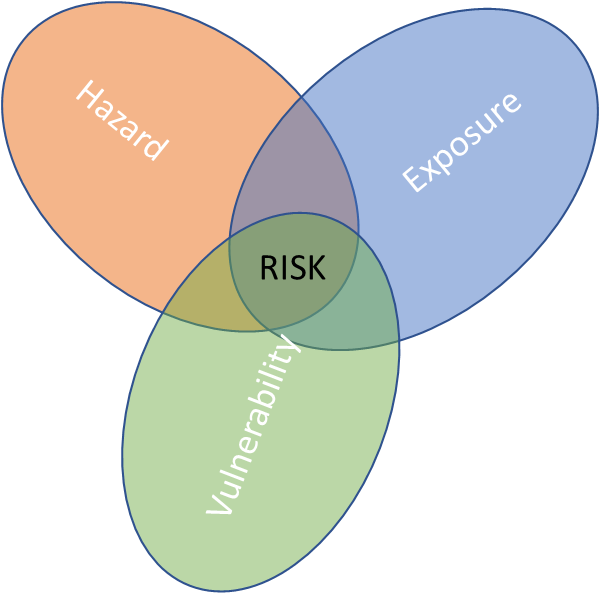 Hazard
Exposure
RISK
Vulnerability